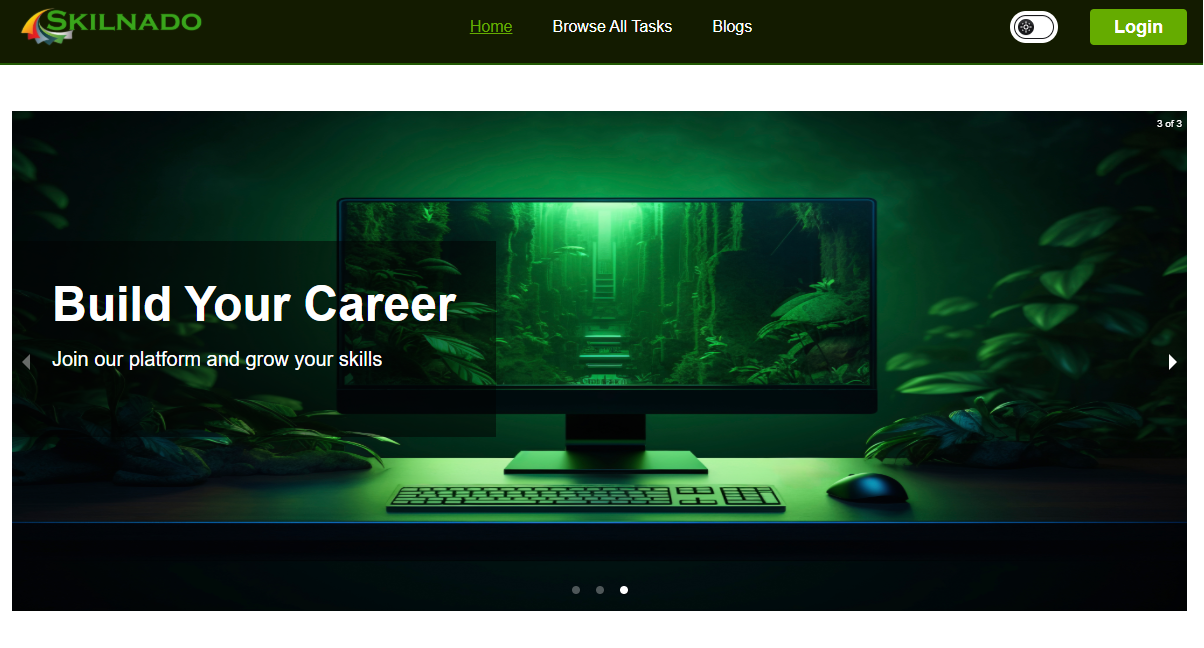 SKILNADO
Home
Browse All Tasks
Blogs
Login
3 of 3
Build Your Career
Join our platform and grow your skills